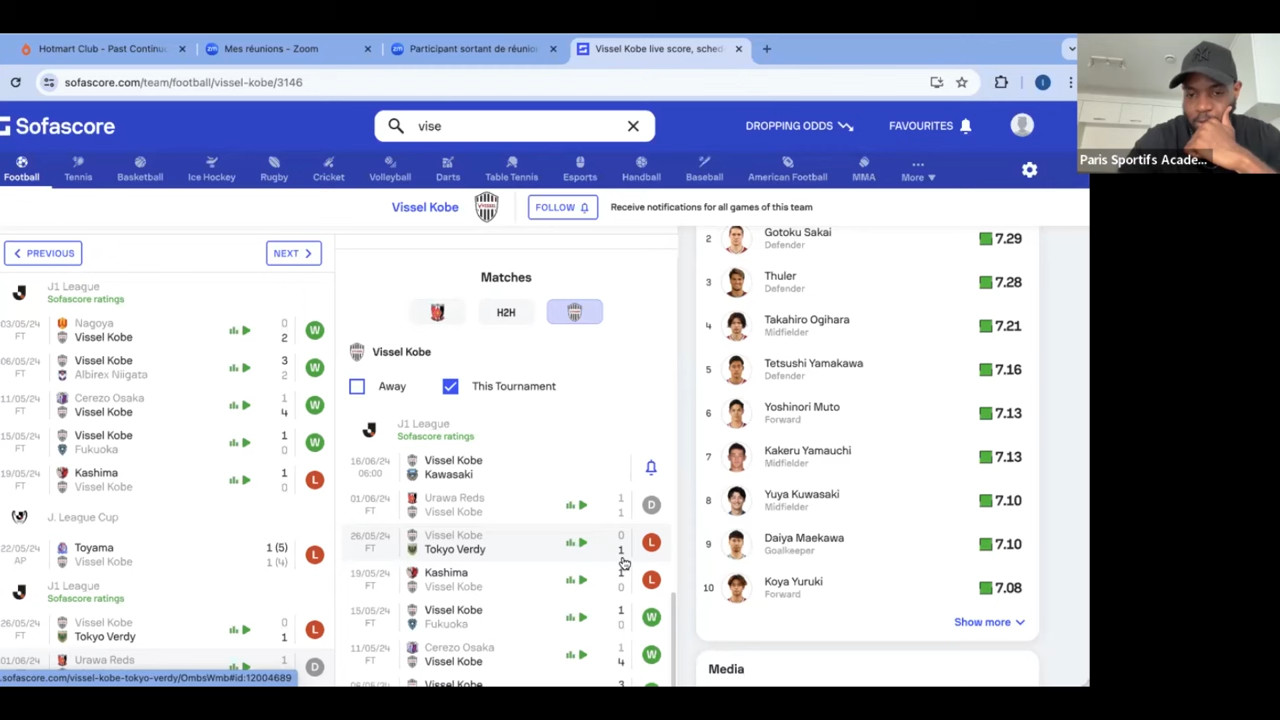 Hotmart Club - Past Continu
Mes réunions - Zoom
Participant sortant de réunio
Vissel Kobe live score, sched
sofascore.com/team/football/vissel-kobe/3146
Sofascore
vise
DROPPING ODDS
FAVOURITES
Paris Sportifs Acade...
Football
Tennis
Basketball
Ice Hockey
Rugby
Cricket
Volleyball
Darts
Table Tennis
Esports
Handball
Baseball
American Football
MMA
More
Vissel Kobe
FOLLOW
Receive notifications for all games of this team
PREVIOUS
NEXT
J1 League
Sofascore ratings
03/05/24 Nagoya 0
FT Vissel Kobe 2 W
06/05/24 Vissel Kobe 3
FT Albirex Niigata 2 W
11/05/24 Cerezo Osaka 1
FT Vissel Kobe 4 W
15/05/24 Vissel Kobe 1
FT Fukuoka 0 W
19/05/24 Kashima 1
FT Vissel Kobe 0 L
J. League Cup
22/05/24 Toyama 1 (5)
AP Vissel Kobe 1 (4) L
J1 League
Sofascore ratings
26/05/24 Vissel Kobe 0
FT Tokyo Verdy 1 L
01/06/24 Urawa Reds 1 D
.sofascore.com/vissel-kobe-tokyo-verdy/OmbsWmb#id:12004689
Matches
H2H
Vissel Kobe
Away
This Tournament
J1 League
Sofascore ratings
16/06/24 Vissel Kobe
06:00 Kawasaki
01/06/24 Urawa Reds 1
FT Vissel Kobe 1 D
26/05/24 Vissel Kobe 0
FT Tokyo Verdy 1 L
19/05/24 Kashima 1
FT Vissel Kobe 0 L
15/05/24 Vissel Kobe 1
FT Fukuoka 0 W
11/05/24 Cerezo Osaka 1
FT Vissel Kobe 4 W
06/05/24 Vissel Kobe 3
2 Gotoku Sakai 7.29
Defender
3 Thuler 7.28
Defender
4 Takahiro Ogihara 7.21
Midfielder
5 Tetsushi Yamakawa 7.16
Defender
6 Yoshinori Muto 7.13
Forward
7 Kakeru Yamauchi 7.13
Midfielder
8 Yuya Kuwasaki 7.10
Midfielder
9 Daiya Maekawa 7.10
Goalkeeper
10 Koya Yuruki 7.08
Forward
Show more
Media